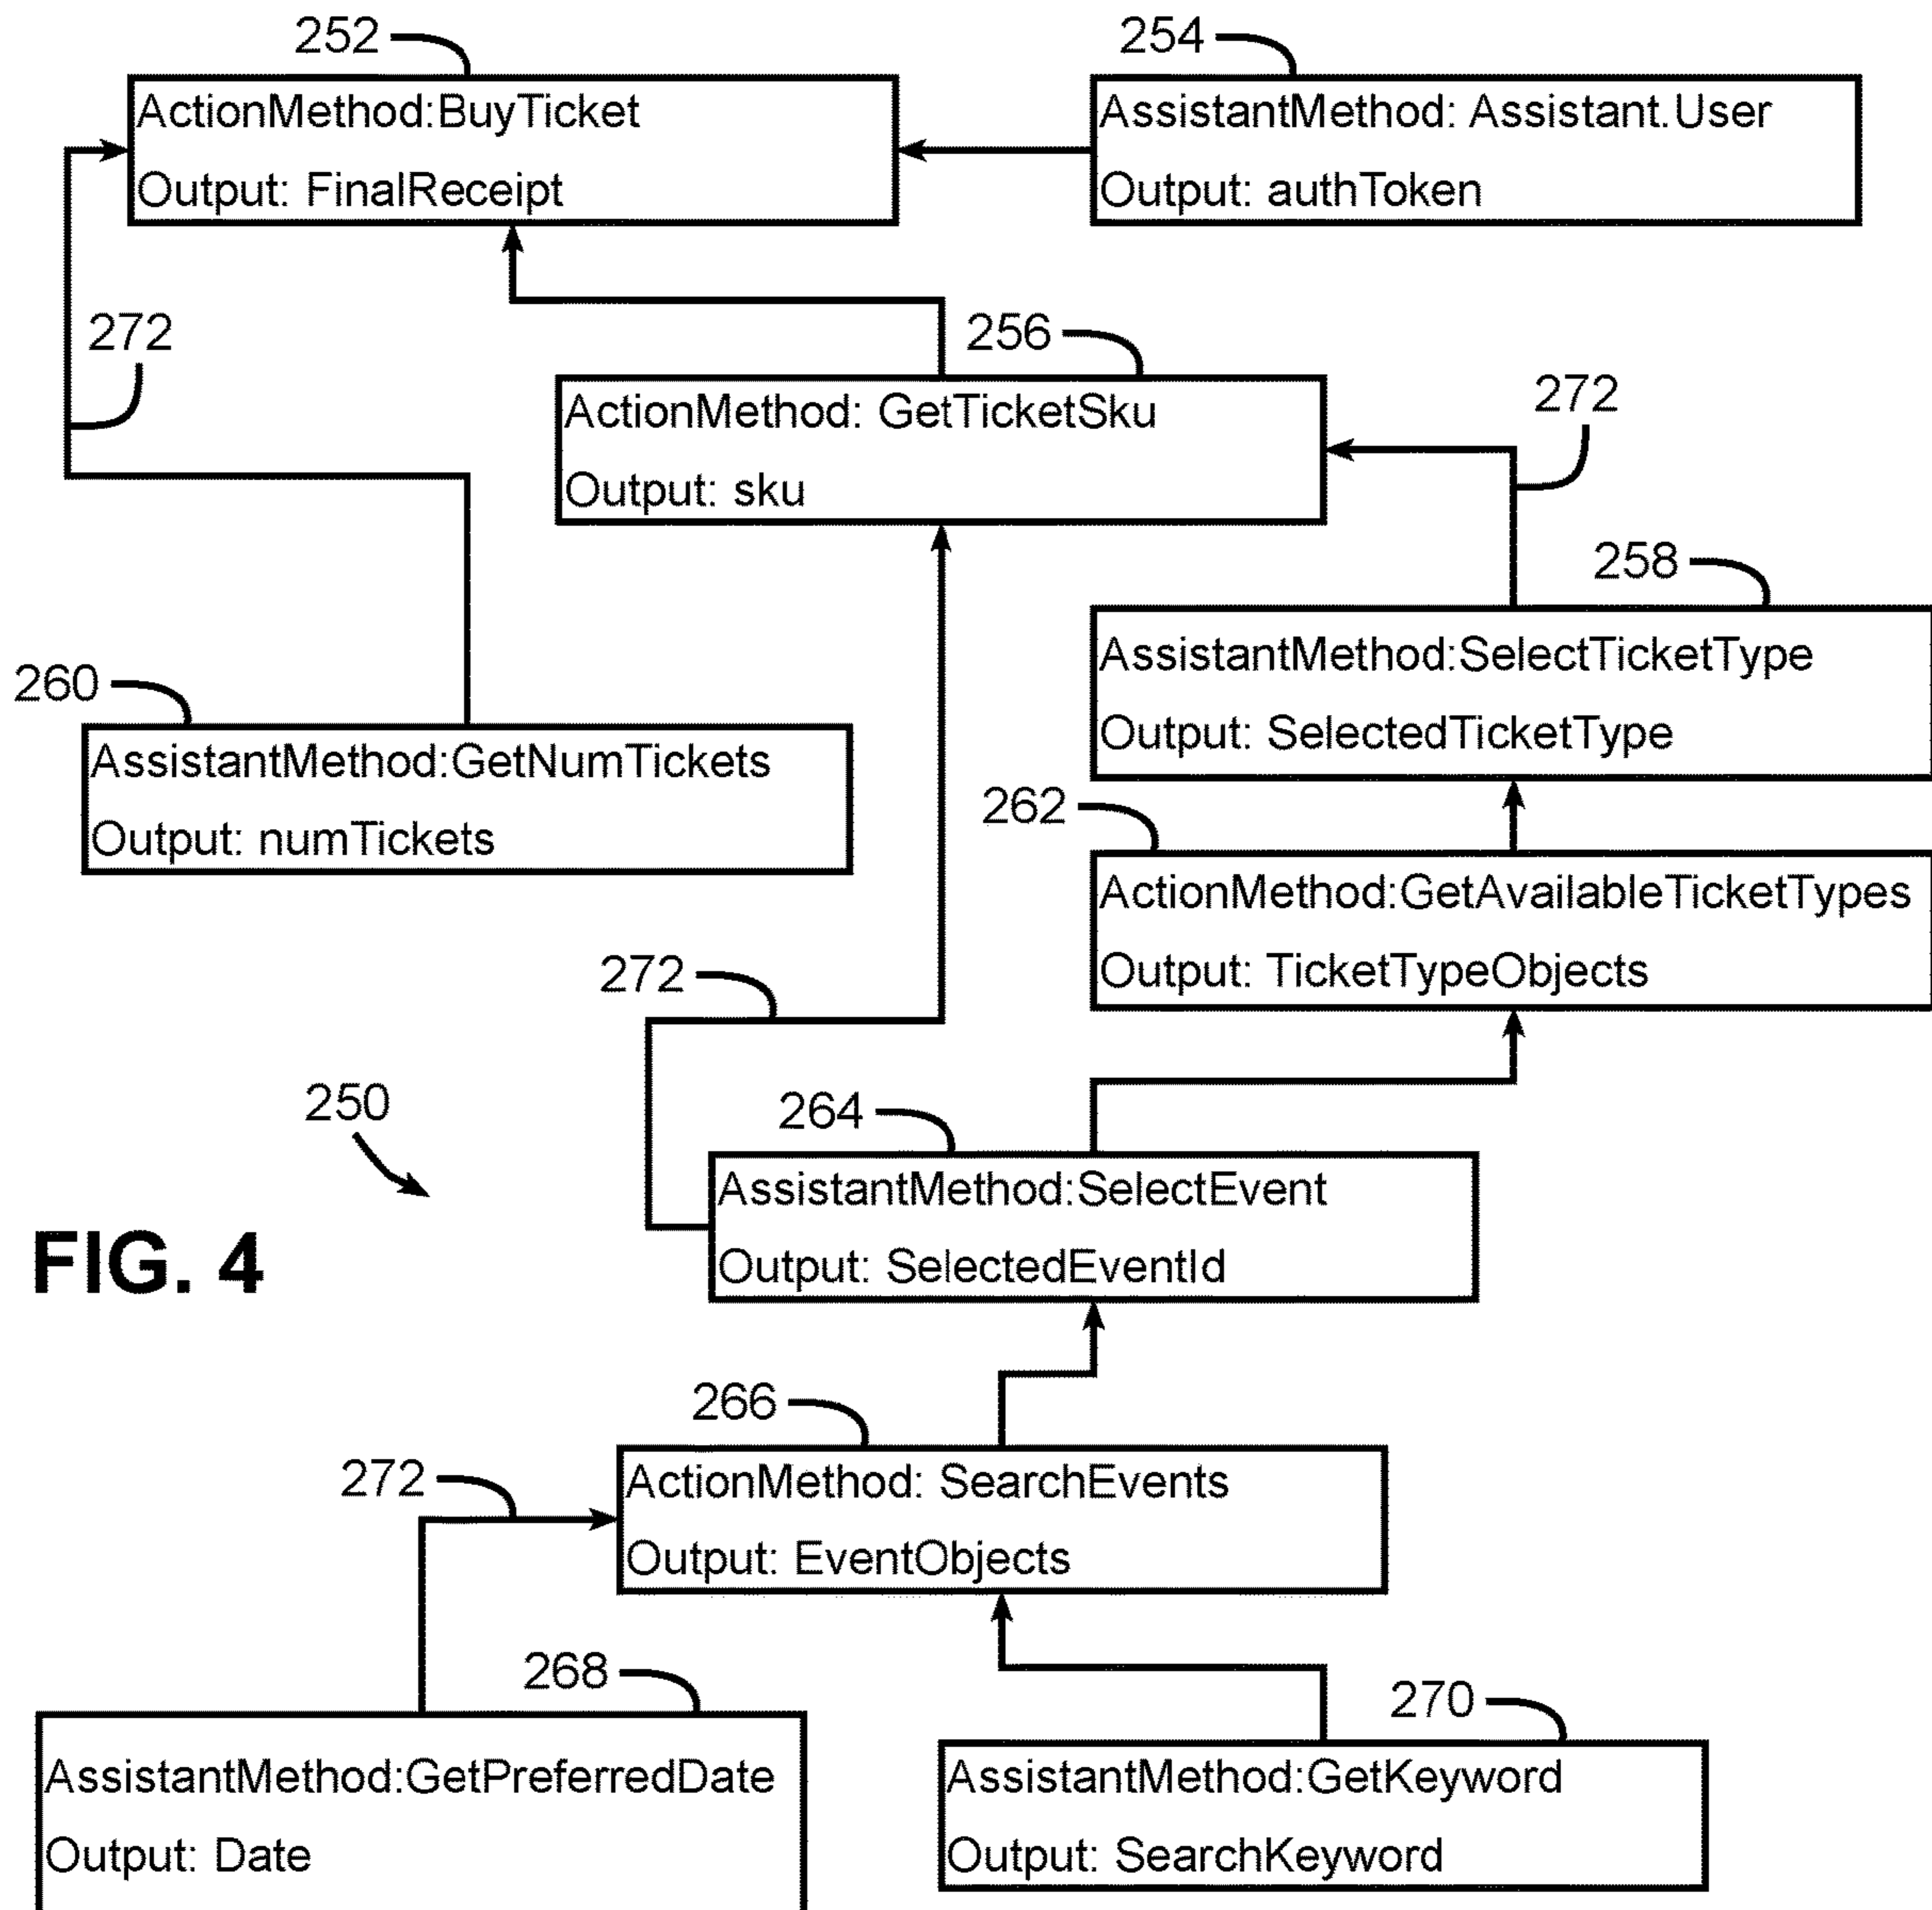 252
254
ActionMethod:BuyTicket
Output: FinalReceipt
AssistantMethod: Assistant.User
Output: authToken
272
256
ActionMethod: GetTicketSku
Output: sku
272
258
AssistantMethod:SelectTicketType
Output: SelectedTicketType
260
AssistantMethod:GetNumTickets
Output: numTickets
262
ActionMethod:GetAvailableTicketTypes
Output: TicketTypeObjects
272
250
264
AssistantMethod:SelectEvent
Output: SelectedEventId
FIG. 4
266
ActionMethod: SearchEvents
Output: EventObjects
272
268
AssistantMethod:GetPreferredDate
Output: Date
270
AssistantMethod:GetKeyword
Output: SearchKeyword